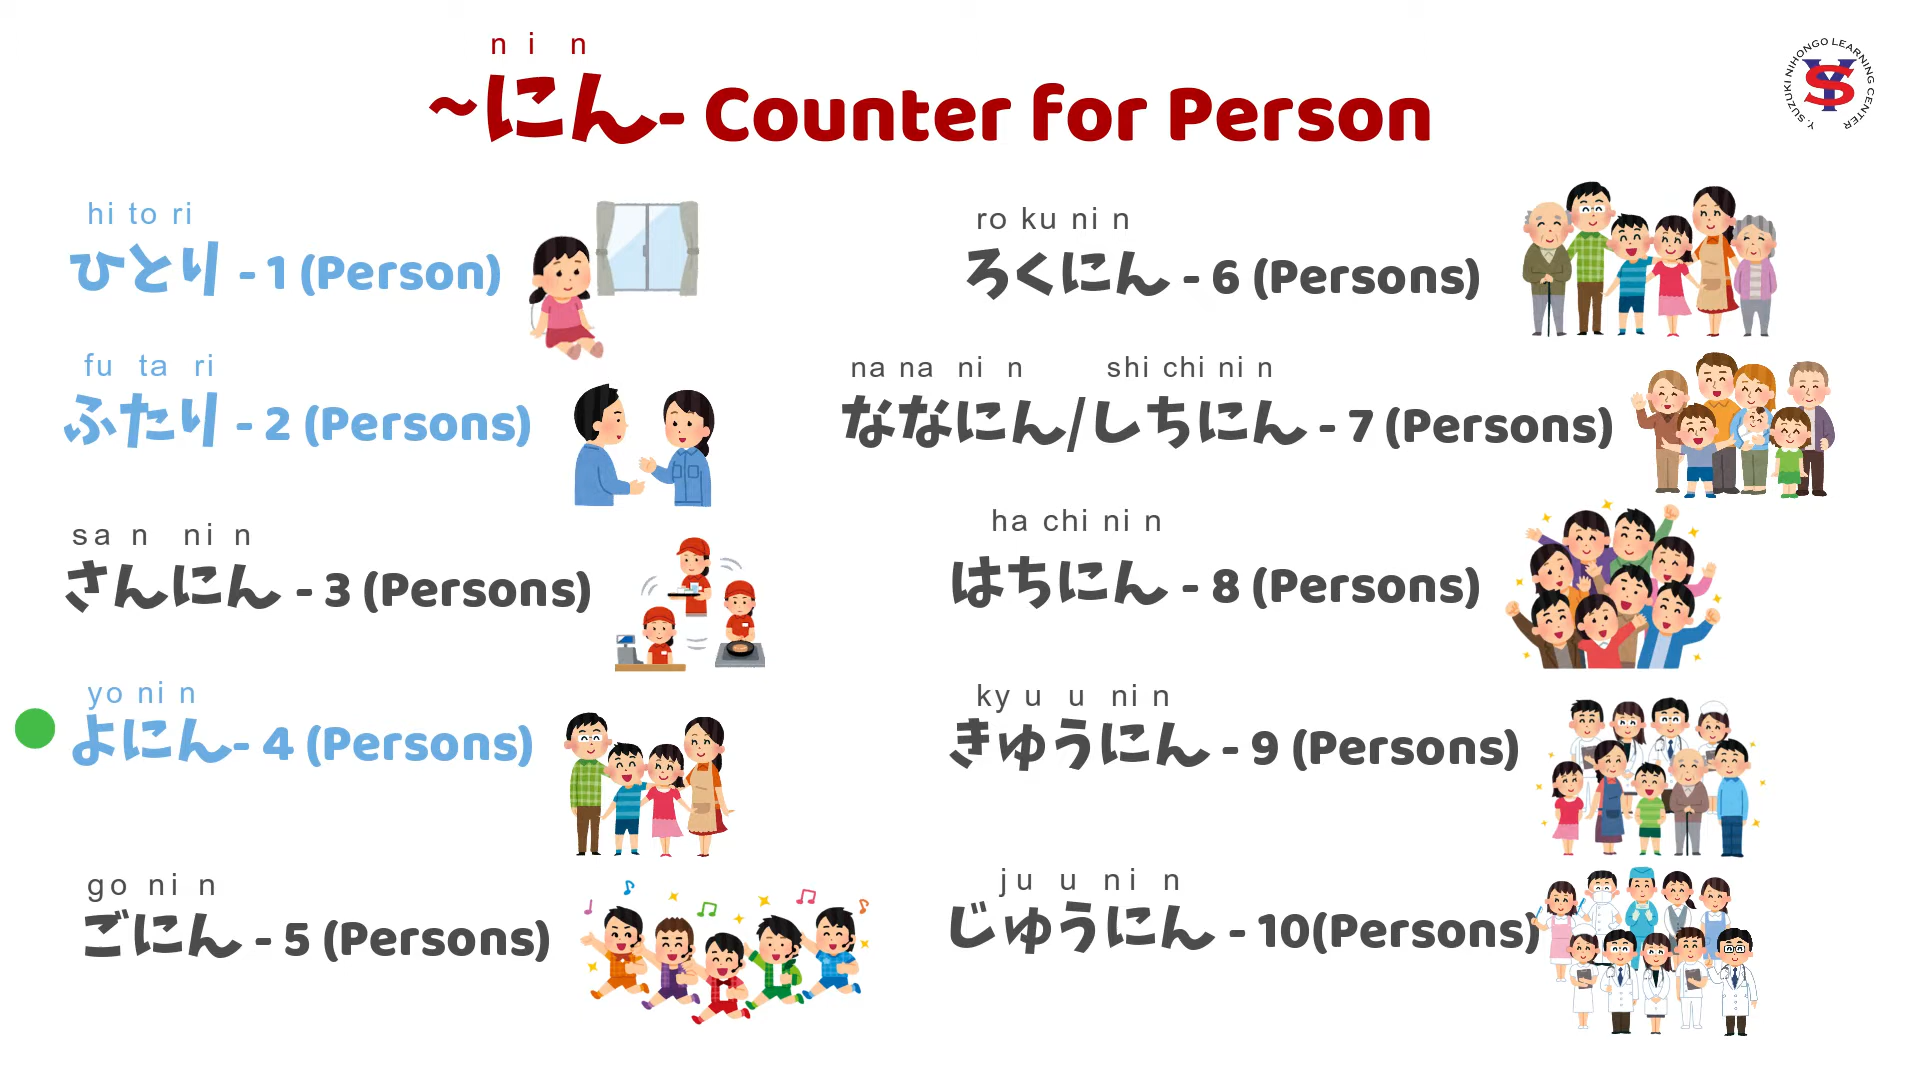 n i n
~にん- Counter for Person
Y. SUZUKI NIHONGO LEARNING CENTER
YS
hi to ri
ひとり - 1 (Person)
fu ta ri
ふたり - 2 (Persons)
sa n ni n
さんにん - 3 (Persons)
yo ni n
よにん- 4 (Persons)
go ni n
ごにん - 5 (Persons)
ro ku ni n
ろくにん - 6 (Persons)
na na ni n shi chi ni n
ななにん/しちにん - 7 (Persons)
ha chi ni n
はちにん - 8 (Persons)
ky u u ni n
きゅうにん - 9 (Persons)
ju u ni n
じゅうにん - 10(Persons)